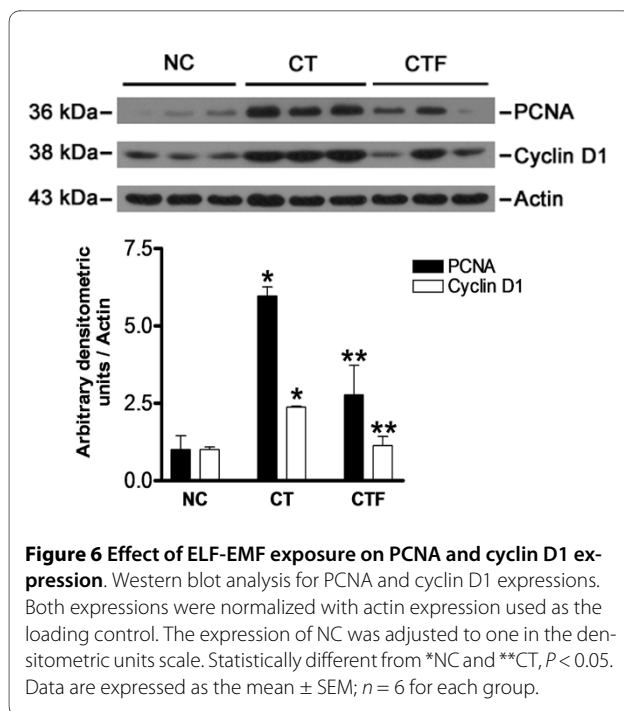 NC CT CTF
36 kDa– –PCNA
38 kDa– –Cyclin D1
43 kDa– –Actin
Arbitrary densitometric
units / Actin
7.5
5.0
2.5
0.0
* * ** **
PCNA
Cyclin D1
NC CT CTF
Figure 6 Effect of ELF-EMF exposure on PCNA and cyclin D1 ex-
pression. Western blot analysis for PCNA and cyclin D1 expressions.
Both expressions were normalized with actin expression used as the
loading control. The expression of NC was adjusted to one in the den-
sitometric units scale. Statistically different from *NC and **CT, P < 0.05.
Data are expressed as the mean ± SEM; n = 6 for each group.